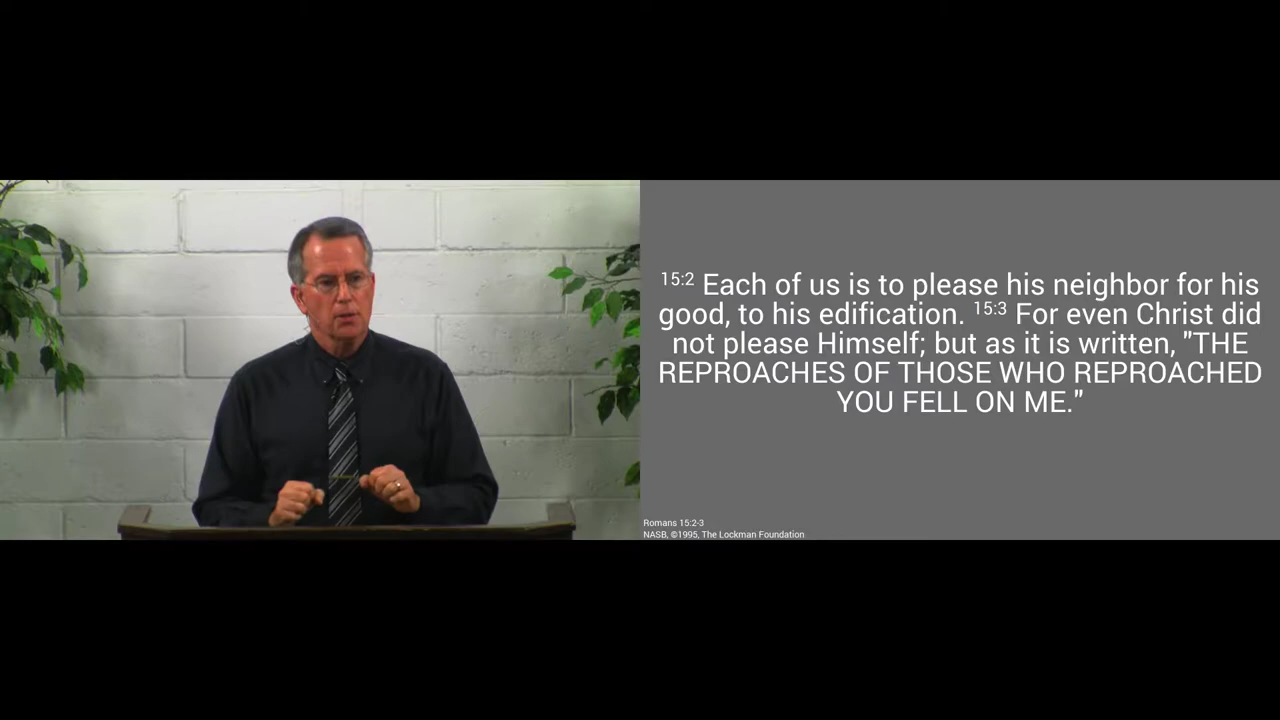 15:2 Each of us is to please his neighbor for his
good, to his edification. 15:3 For even Christ did
not please Himself; but as it is written, "THE
REPROACHES OF THOSE WHO REPROACHED
YOU FELL ON ME."
Romans 15:2-3
NASB, ©1995, The Lockman Foundation